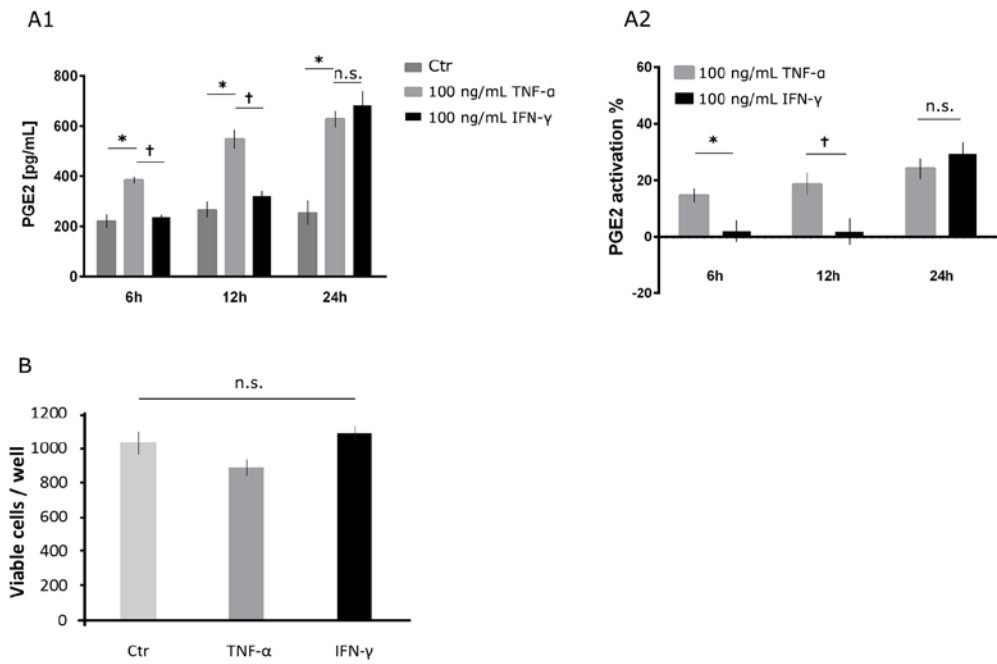 A1
* n.s.
* †
* †
Ctr
100 ng/mL TNF-α
100 ng/mL IFN-γ
PGE2 [pg/mL]
800
600
400
200
0
6h 12h 24h
A2
100 ng/mL TNF-α
100 ng/mL IFN-γ
* † n.s.
PGE2 activation %
60
40
20
0
-20
6h 12h 24h
B
n.s.
Viable cells / well
1200
1000
800
600
400
200
0
Ctr TNF-α IFN-γ